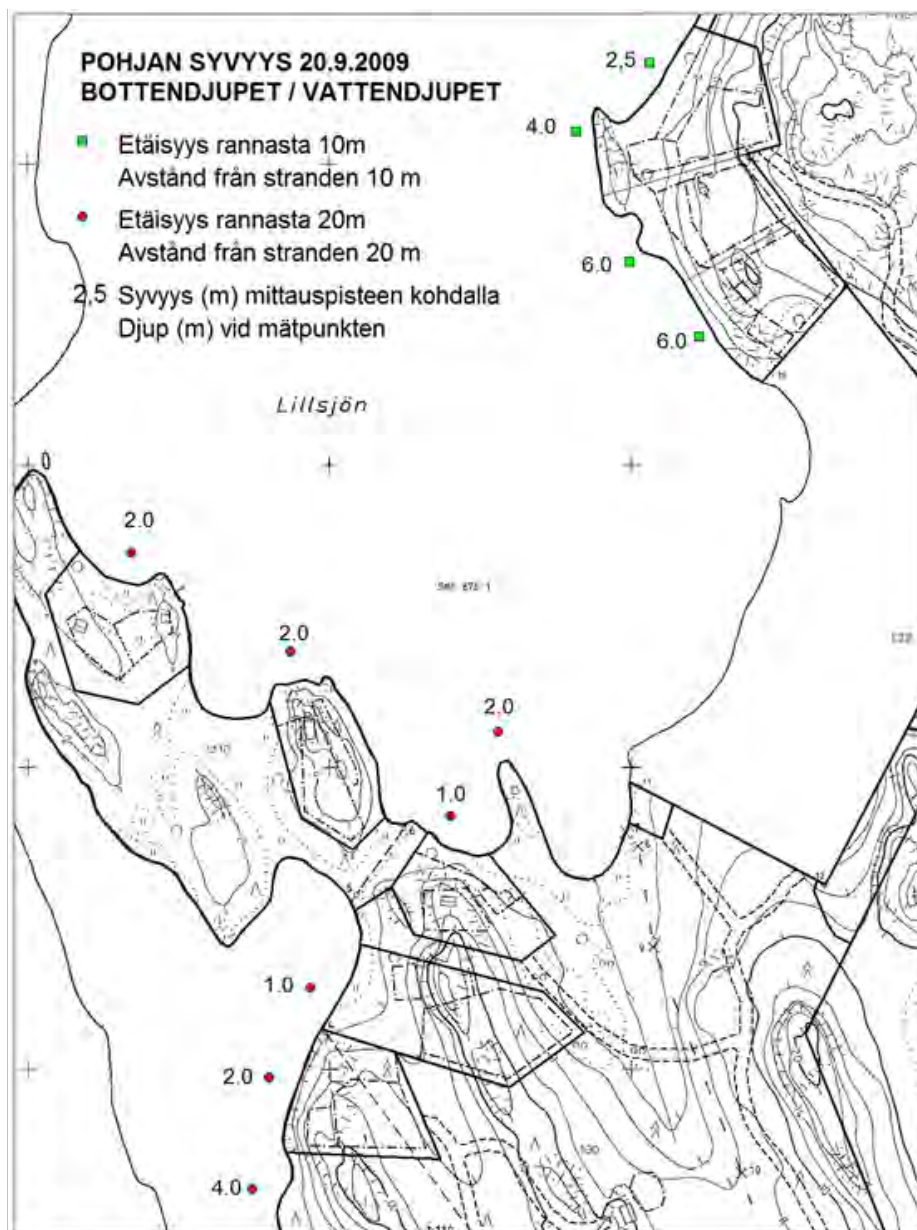 POHJAN SYVYYS 20.9.2009
BOTTENDJUPET / VATTENDJUPET
Etäisyys rannasta 10m
Avstånd från stranden 10 m
Etäisyys rannasta 20m
Avstånd från stranden 20 m
2,5 Syvyys (m) mittauspisteen kohdalla
Djup (m) vid mätpunkten
2,5
4.0
6.0
6.0
Lillsjön
2.0
2.0
2.0
1.0
1.0
2.0
4.0